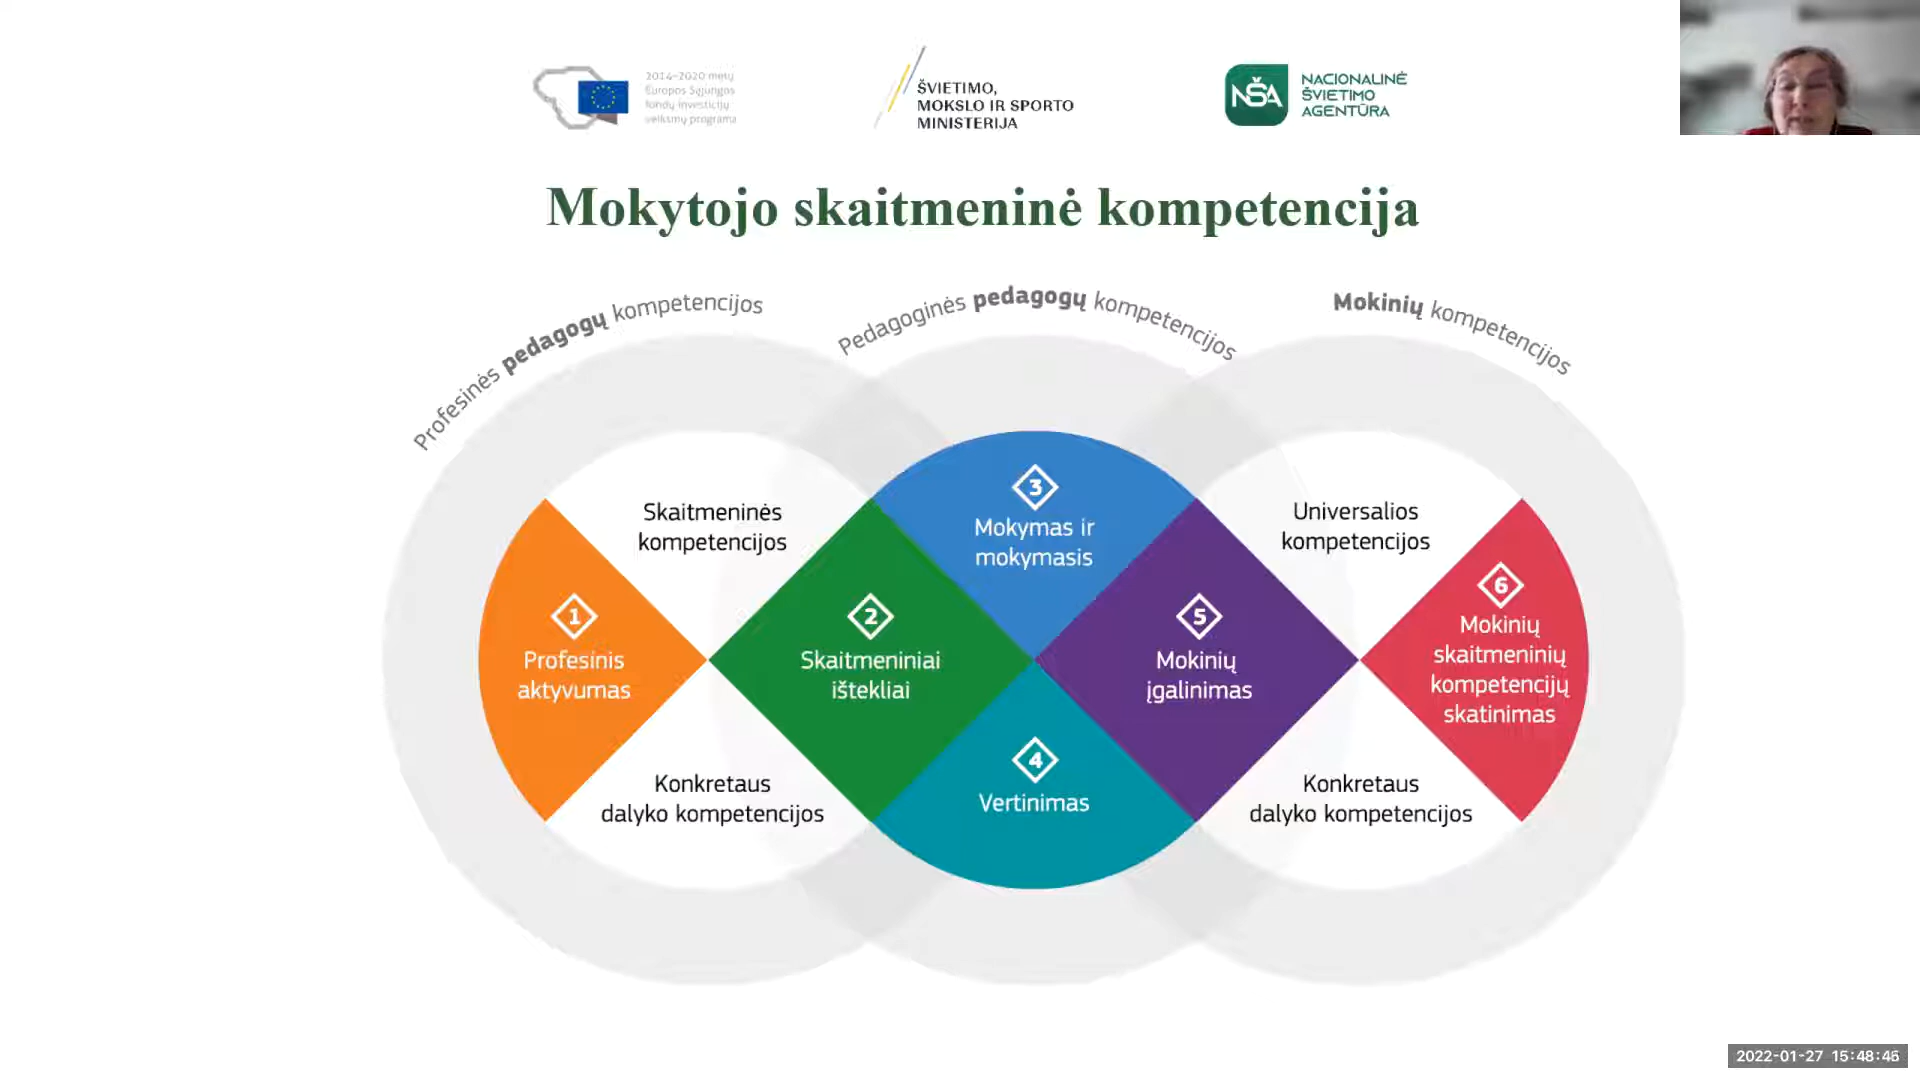 2014–2020 metų
Europos Sąjungos
fondų investicijų
veiksmų programa
ŠVIETIMO,
MOKSLO IR SPORTO
MINISTERIJA
NŠA
NACIONALINĖ
ŠVIETIMO
AGENTŪRA
Mokytojo skaitmeninė kompetencija
Profesinės pedagogų kompetencijos
Pedagoginės pedagogų kompetencijos
Mokinių kompetencijos
Skaitmeninės
kompetencijos
3
Mokymas ir
mokymasis
Universalios
kompetencijos
1
Profesinis
aktyvumas
2
Skaitmeniniai
ištekliai
5
Mokinių
įgalinimas
6
Mokinių
skaitmeninių
kompetencijų
skatinimas
Konkretaus
dalyko kompetencijos
4
Vertinimas
Konkretaus
dalyko kompetencijos
2022-01-27 15:48:46